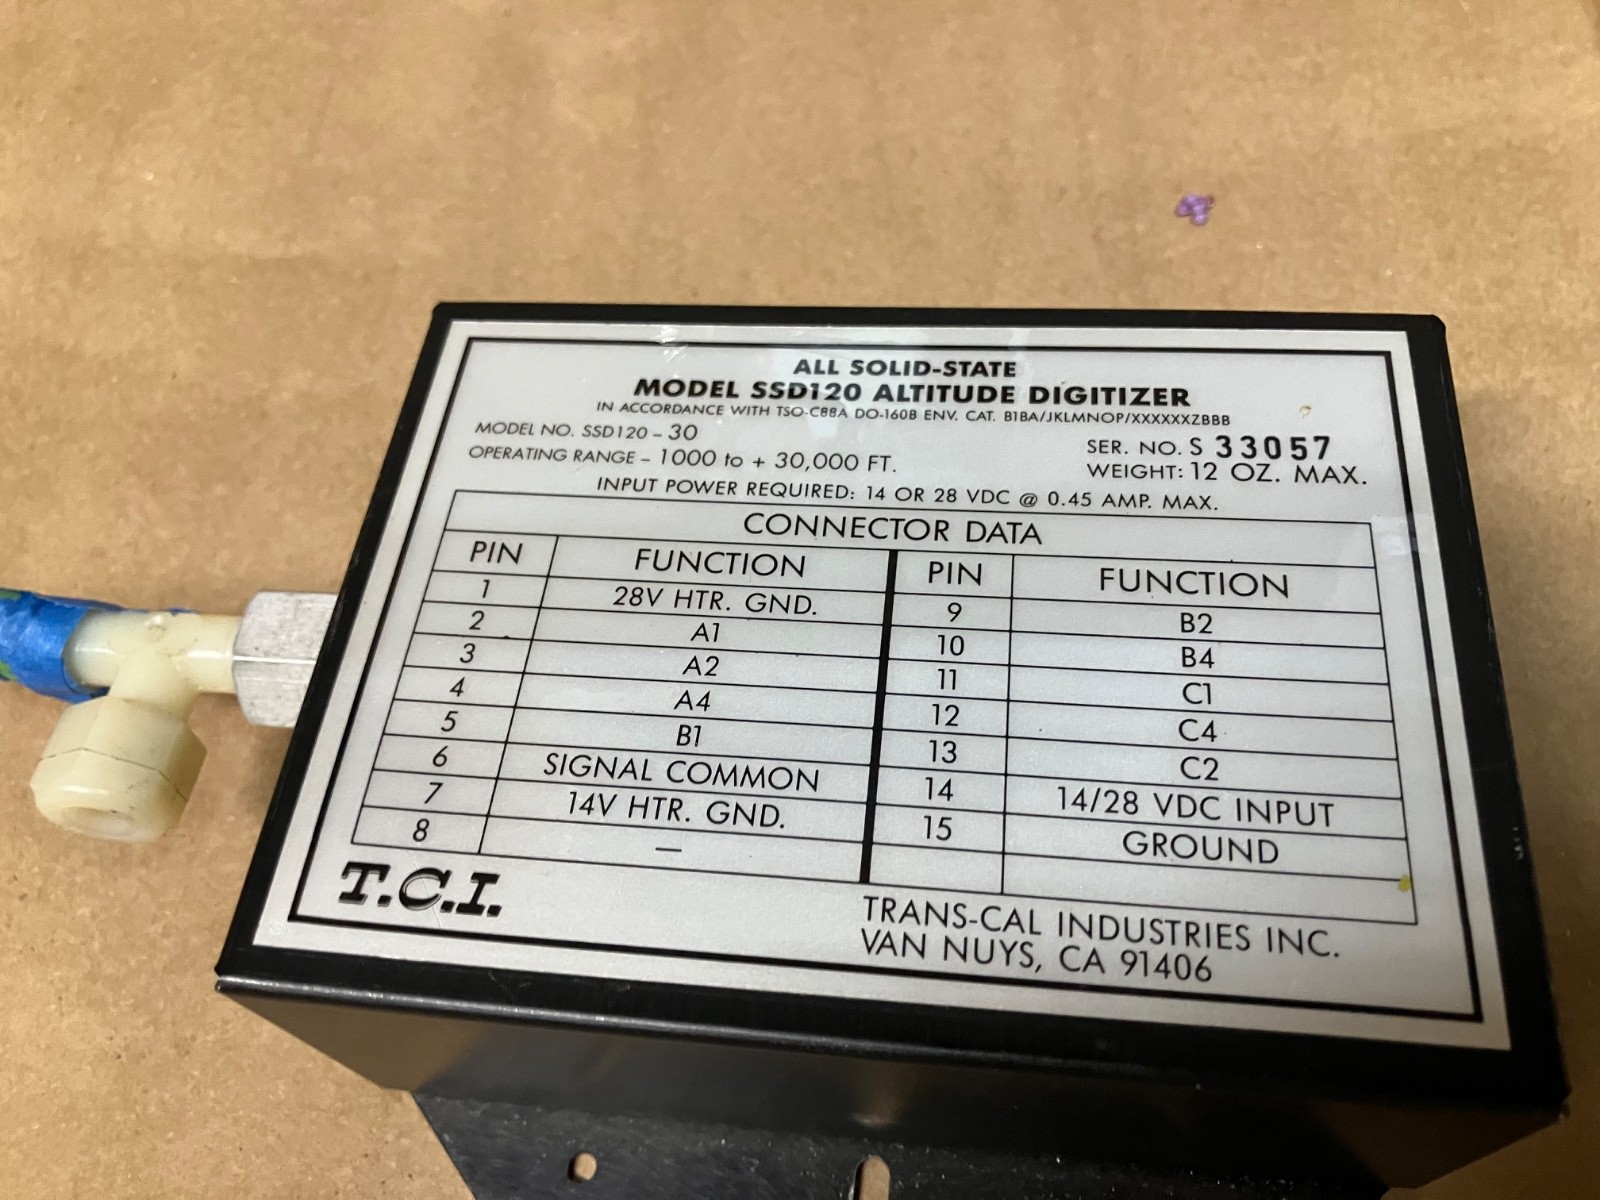 ALL SOLID-STATE
MODEL SSD120 ALTITUDE DIGITIZER
IN ACCORDANCE WITH TSO-C88A DO-160B ENV. CAT. B1BA/JKLMNOP/XXXXXXZBBB
MODEL NO. SSD120-30 SER. NO. S 33057
OPERATING RANGE - 1000 to + 30,000 FT. WEIGHT: 12 OZ. MAX.
INPUT POWER REQUIRED: 14 OR 28 VDC @ 0.45 AMP. MAX.
CONNECTOR DATA
PIN FUNCTION PIN FUNCTION
1 28V HTR. GND. 9 B2
2 A1 10 B4
3 A2 11 C1
4 A4 12 C4
5 B1 13 C2
6 SIGNAL COMMON 14 14/28 VDC INPUT
7 14V HTR. GND. 15 GROUND
8 —
T.C.I.
TRANS-CAL INDUSTRIES INC.
VAN NUYS, CA 91406